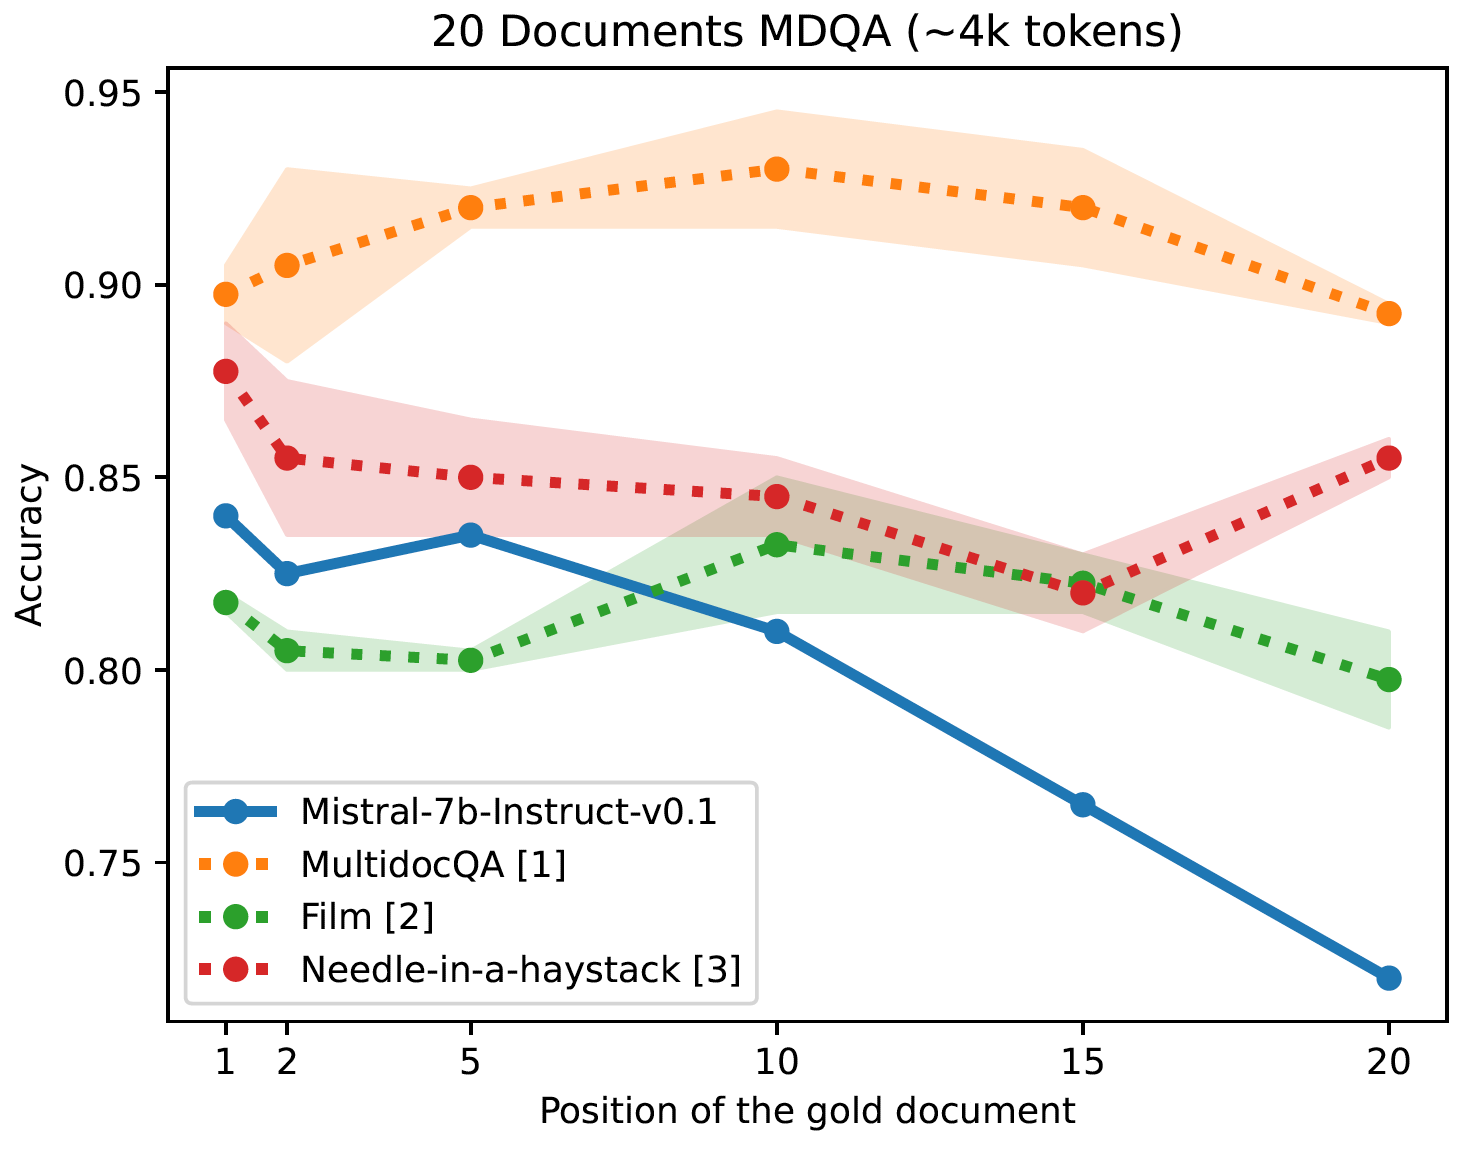 20 Documents MDQA (~4k tokens)
Accuracy
0.95
0.90
0.85
0.80
0.75
Mistral-7b-Instruct-v0.1
MultidocQA [1]
Film [2]
Needle-in-a-haystack [3]
1 2 5 10 15 20
Position of the gold document